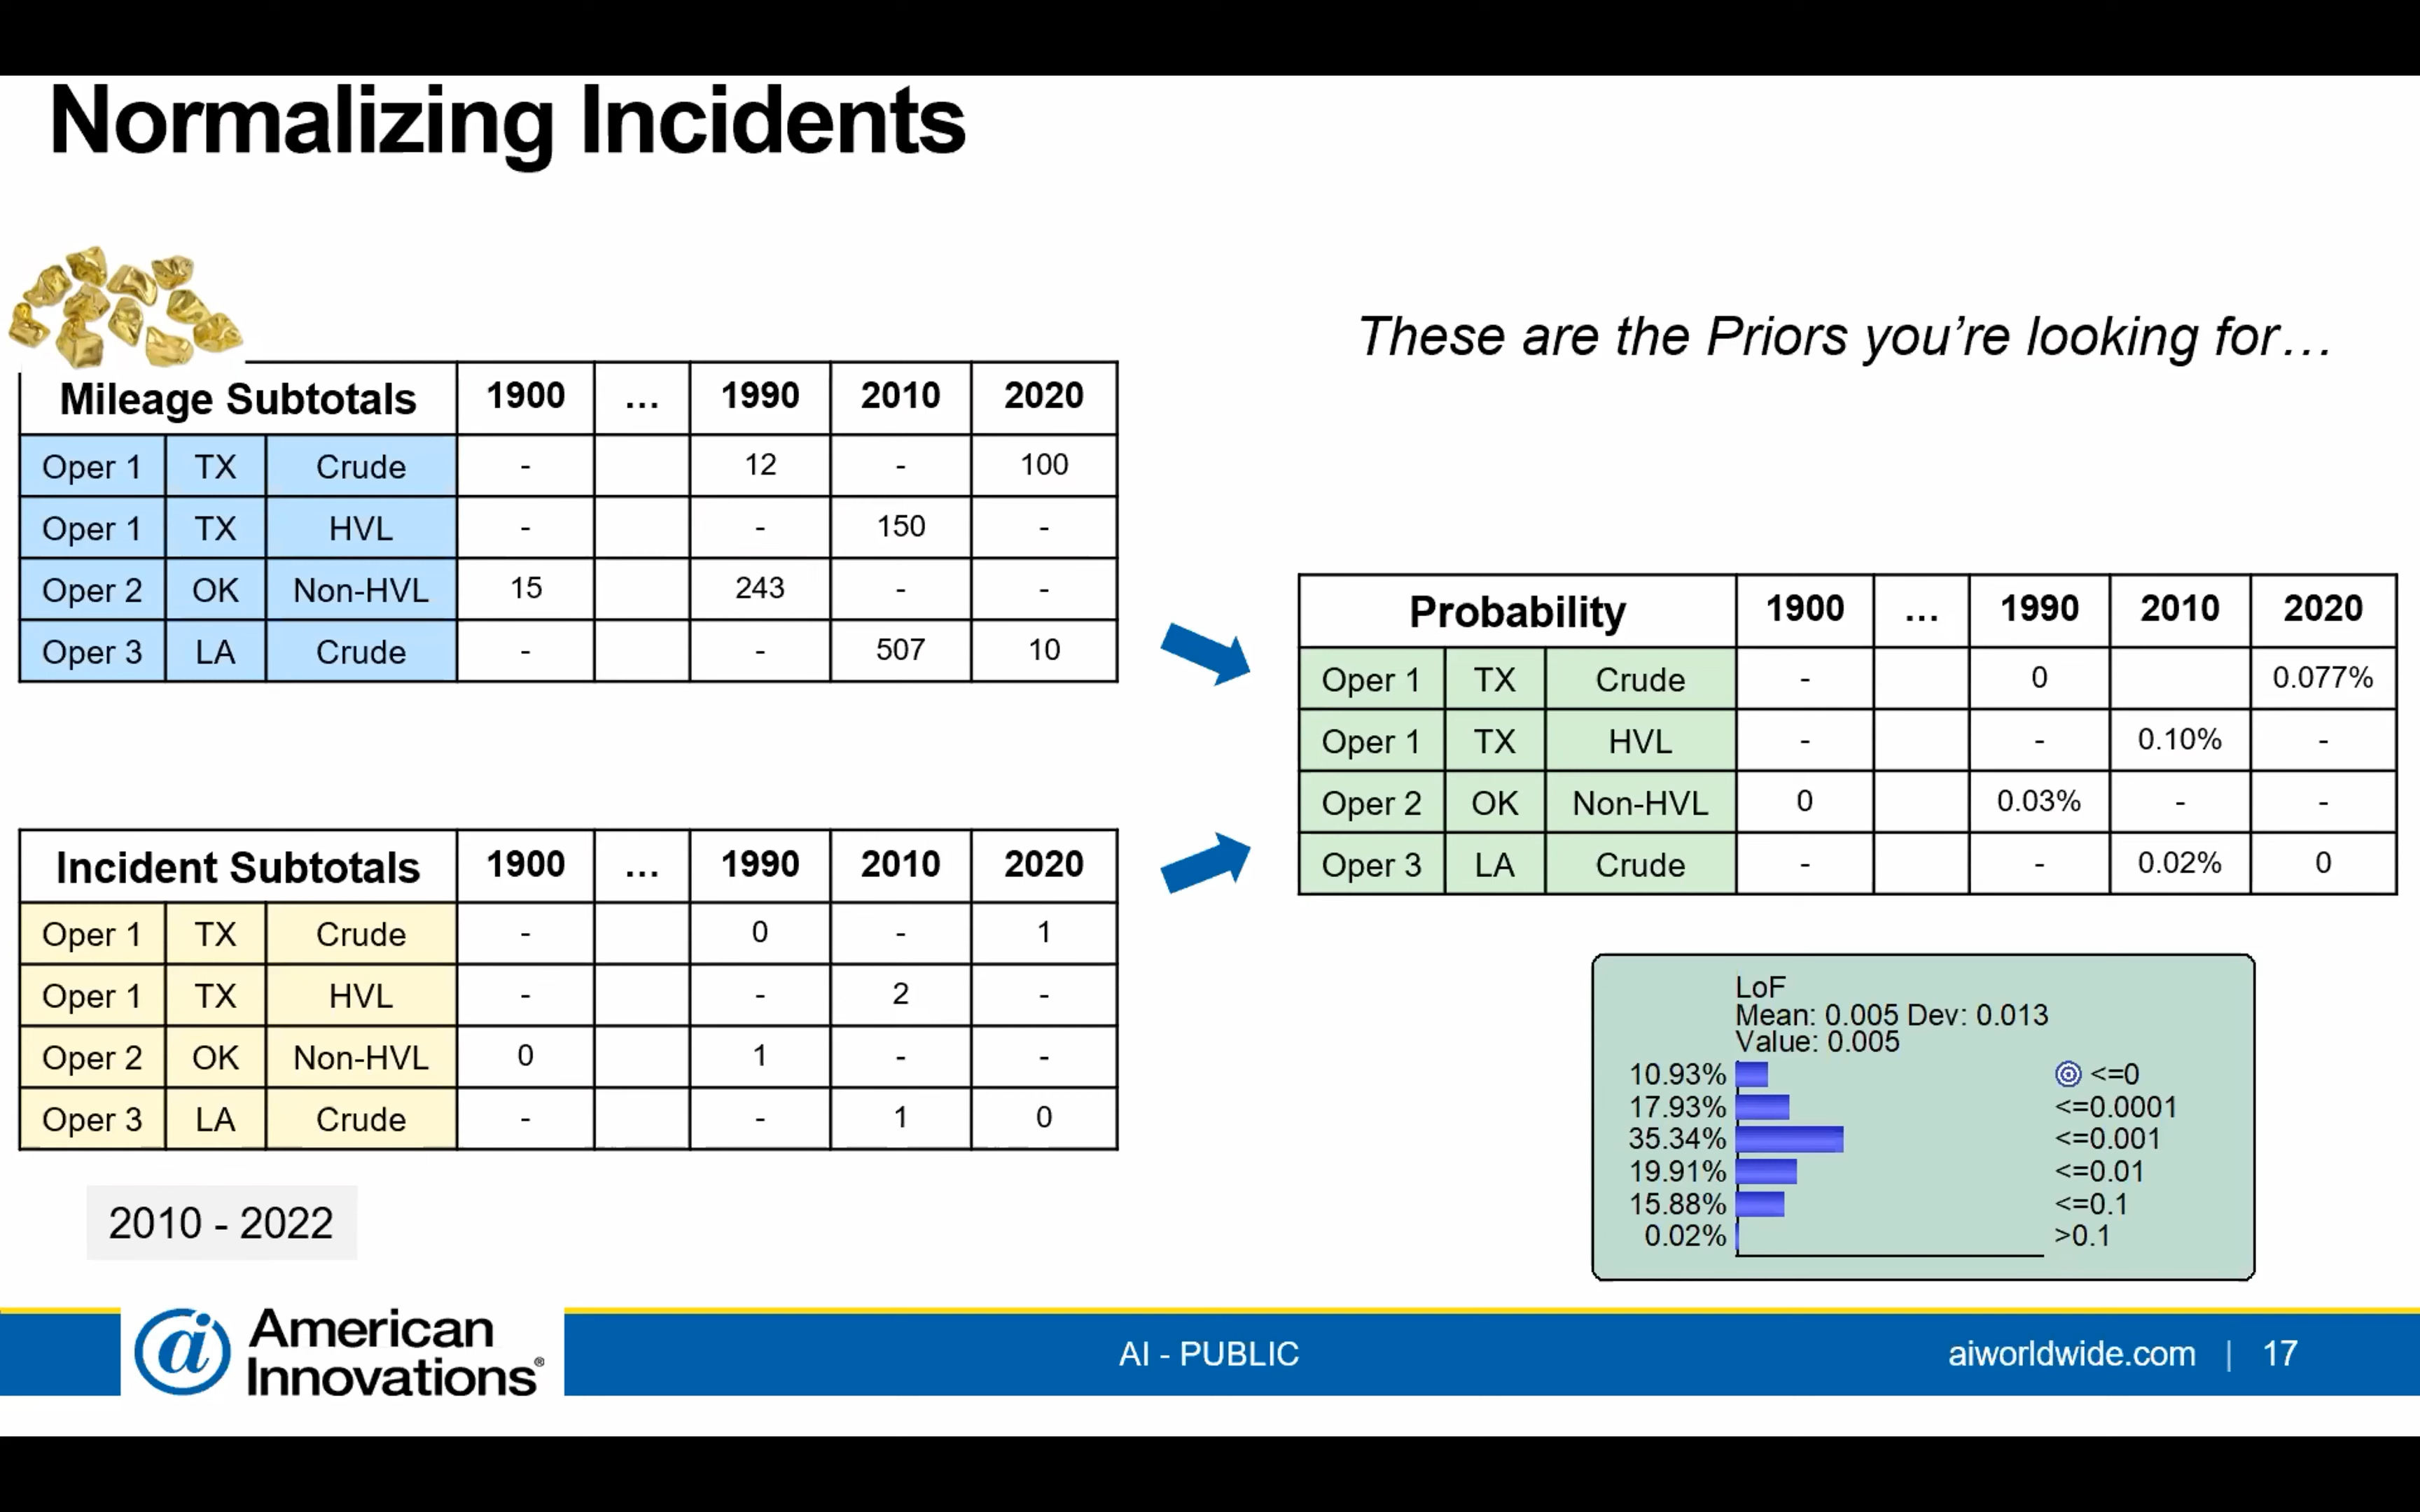 Normalizing Incidents
These are the Priors you’re looking for…
Mileage Subtotals 1900 … 1990 2010 2020
Oper 1 TX Crude - 12 - 100
Oper 1 TX HVL - - 150 -
Oper 2 OK Non-HVL 15 243 - -
Oper 3 LA Crude - - 507 10
Incident Subtotals 1900 … 1990 2010 2020
Oper 1 TX Crude - 0 - 1
Oper 1 TX HVL - - 2 -
Oper 2 OK Non-HVL 0 1 - -
Oper 3 LA Crude - - 1 0
2010 - 2022
Probability 1900 … 1990 2010 2020
Oper 1 TX Crude - 0 0.077%
Oper 1 TX HVL - - 0.10% -
Oper 2 OK Non-HVL 0 0.03% - -
Oper 3 LA Crude - - 0.02% 0
LoF
Mean: 0.005 Dev: 0.013
Value: 0.005
10.93% <=0
17.93% <=0.0001
35.34% <=0.001
19.91% <=0.01
15.88% <=0.1
0.02% >0.1
American
Innovations®
AI - PUBLIC
aiworldwide.com | 17